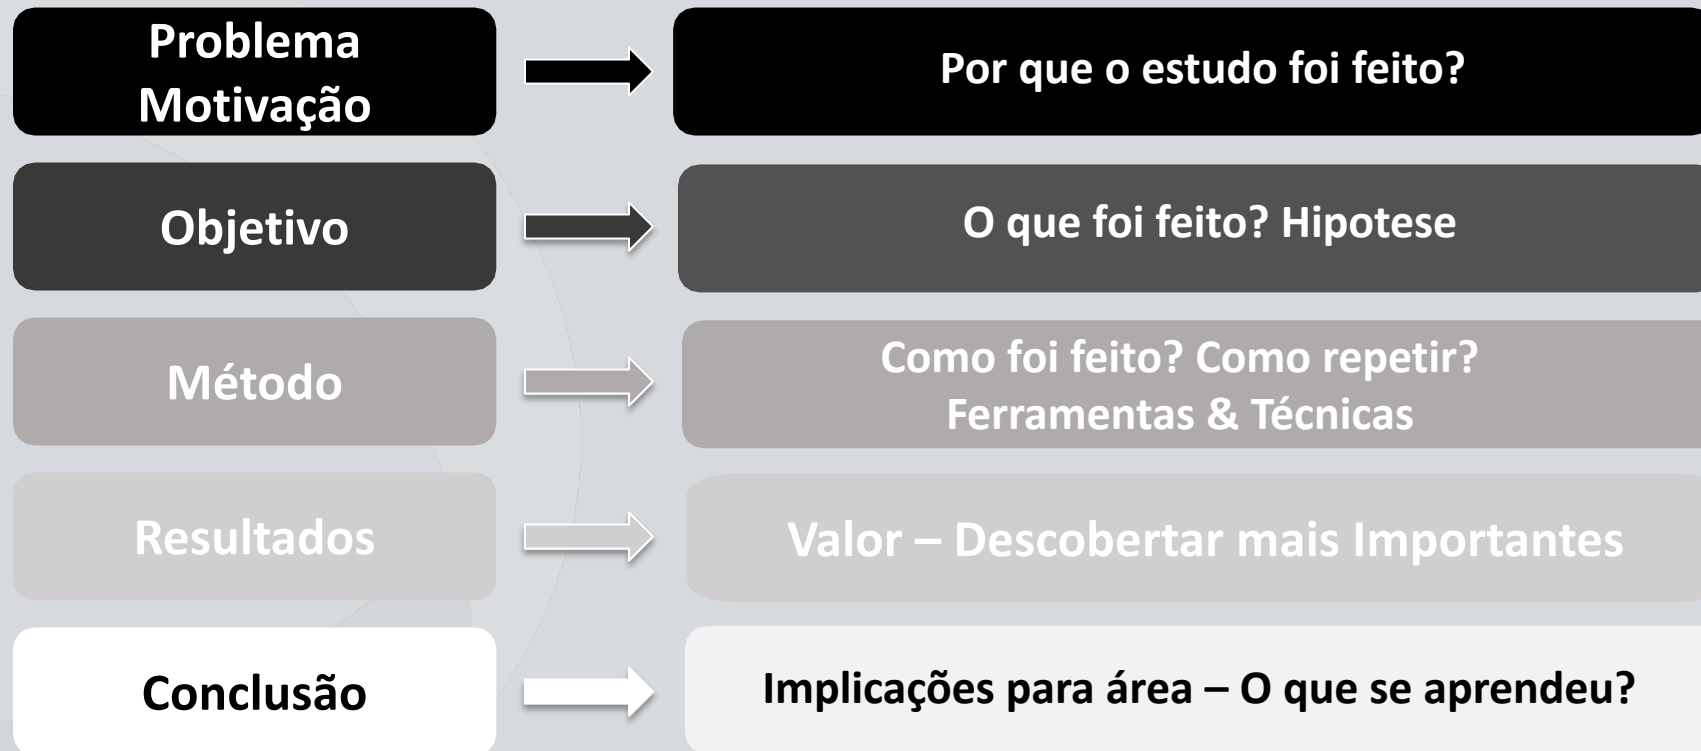 Problema
Motivação
Por que o estudo foi feito?
Objetivo
O que foi feito? Hipotese
Método
Como foi feito? Como repetir?
Ferramentas & Técnicas
Resultados
Valor – Descobertar mais Importantes
Conclusão
Implicações para área – O que se aprendeu?